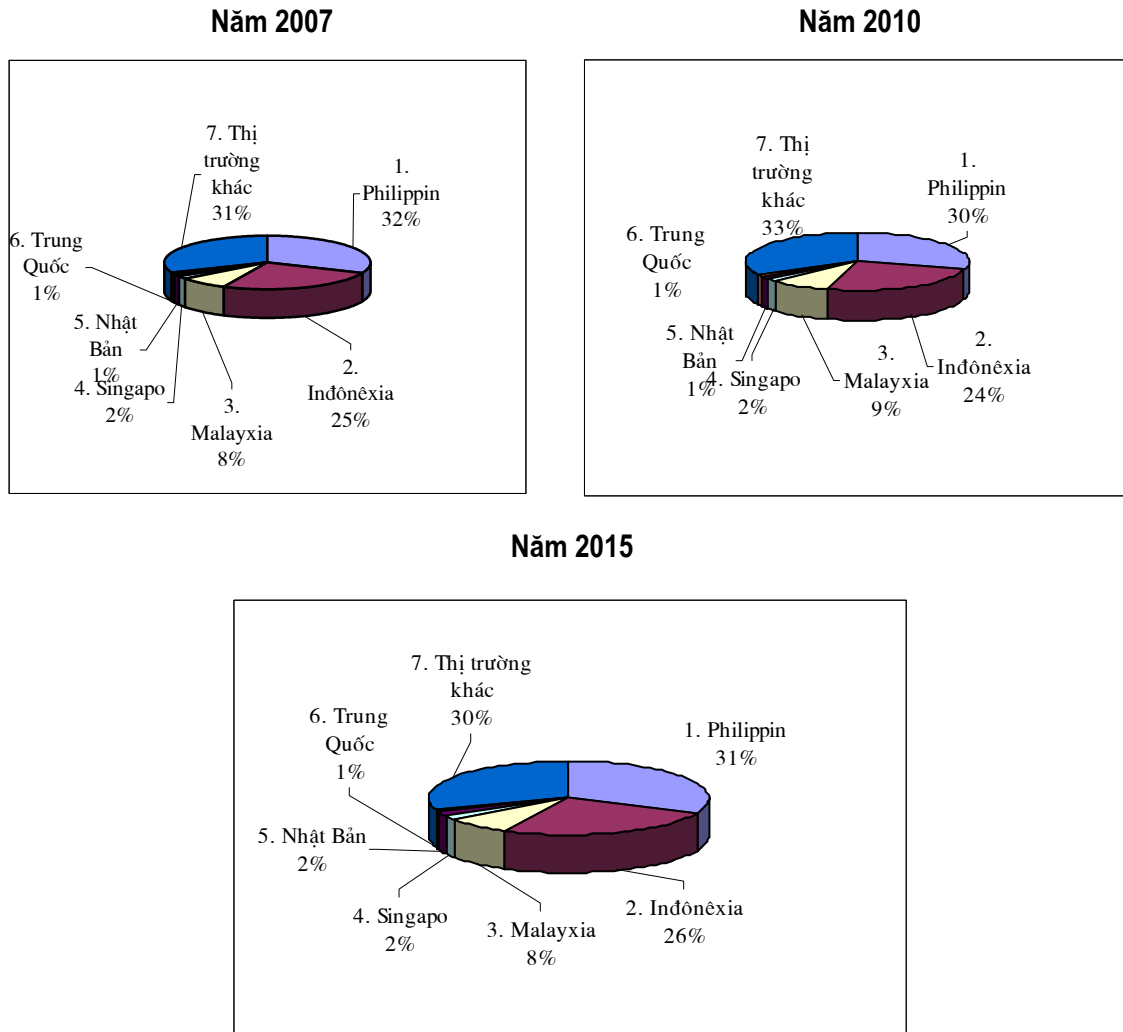 Năm 2007
7. Thị
trường
khác
31%
1.
Philippin
32%
6. Trung
Quốc
1%
5. Nhật
Bản
1%
4. Singapo
2%
3.
Malayxia
8%
2.
Inđônêxia
25%
Năm 2010
7. Thị
trường
khác
33%
1.
Philippin
30%
6. Trung
Quốc
1%
5. Nhật
Bản
1%
4. Singapo
2%
3.
Malayxia
9%
2.
Inđônêxia
24%
Năm 2015
7. Thị trường
khác
30%
1. Philippin
31%
6. Trung
Quốc
1%
5. Nhật Bản
2%
4. Singapo
2%
3. Malayxia
8%
2. Inđônêxia
26%